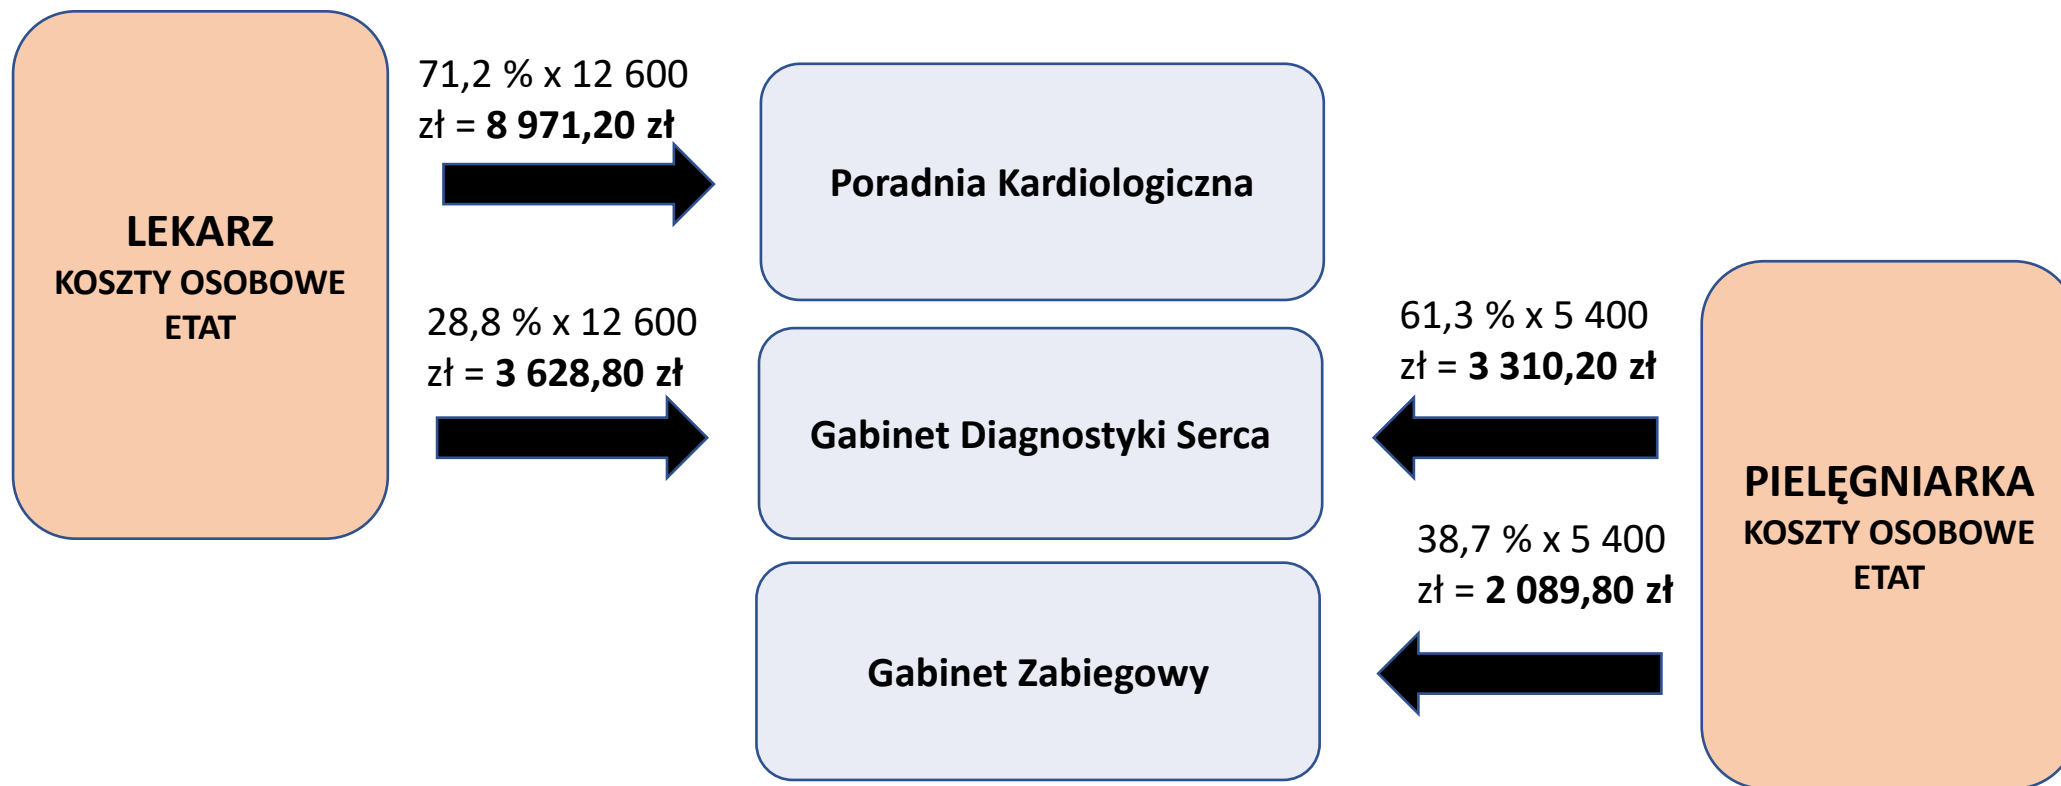 LEKARZ
KOSZTY OSOBOWE
ETAT
71,2 % x 12 600
zł = 8 971,20 zł
28,8 % x 12 600
zł = 3 628,80 zł
Poradnia Kardiologiczna
Gabinet Diagnostyki Serca
Gabinet Zabiegowy
61,3 % x 5 400
zł = 3 310,20 zł
38,7 % x 5 400
zł = 2 089,80 zł
PIELĘGNIARKA
KOSZTY OSOBOWE
ETAT